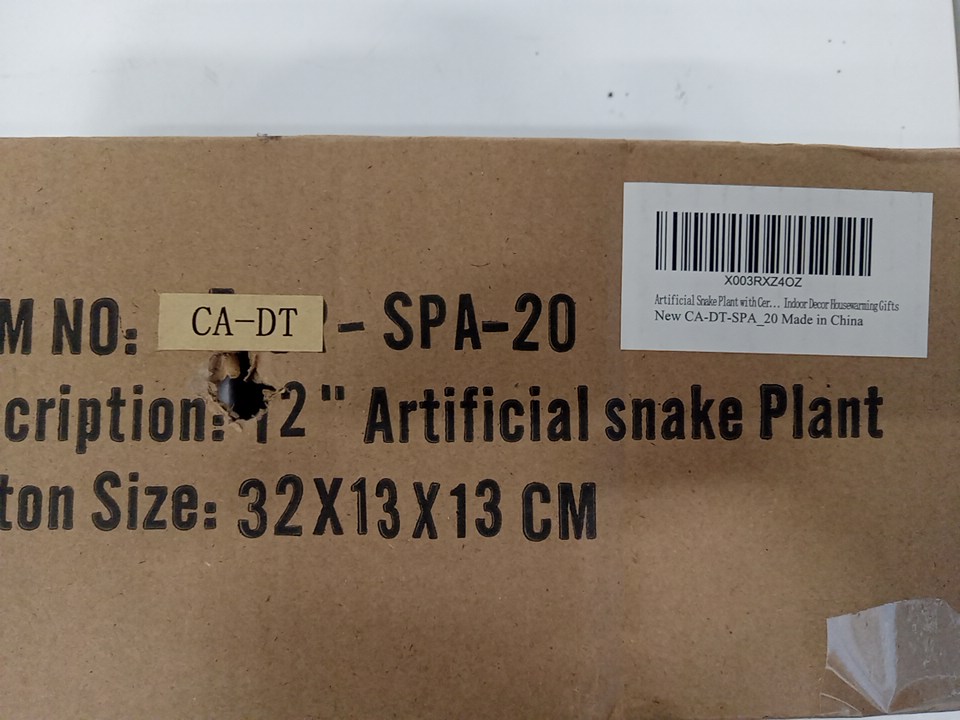 M NO: CA-DT - SPA-20
cription: 12" Artificial snake Plant
ton Size: 32X13X13 CM
X003RXZ4OZ
Artificial Snake Plant with Cer... Indoor Decor Housewarming Gifts
New CA-DT-SPA_20 Made in China